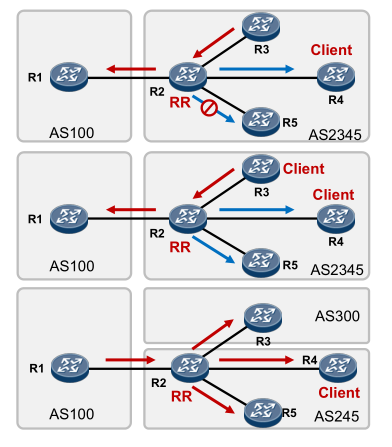 R3
Client
R1
R2
RR
R4
R5
AS100
AS2345
Client
R3
Client
R1
R2
RR
R4
R5
AS100
AS2345
AS300
R3
R1
R2
R4
RR
Client
R5
AS100
AS245